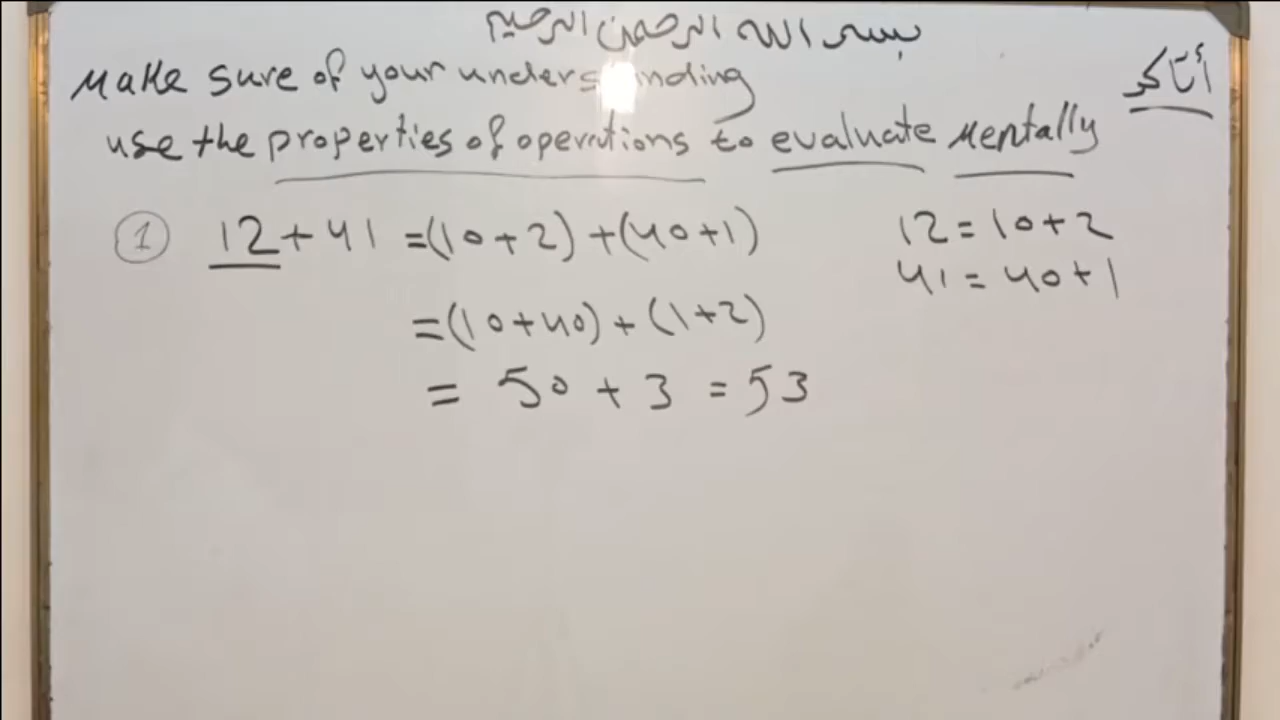 بسم الله الرحمن الرحيم
Make sure of your understanding
أتأكد
use the properties of operations to evaluate mentally
1 12 + 41 = (10 + 2) + (40 + 1)
12 = 10 + 2
41 = 40 + 1
= (10 + 40) + (1 + 2)
= 50 + 3 = 53